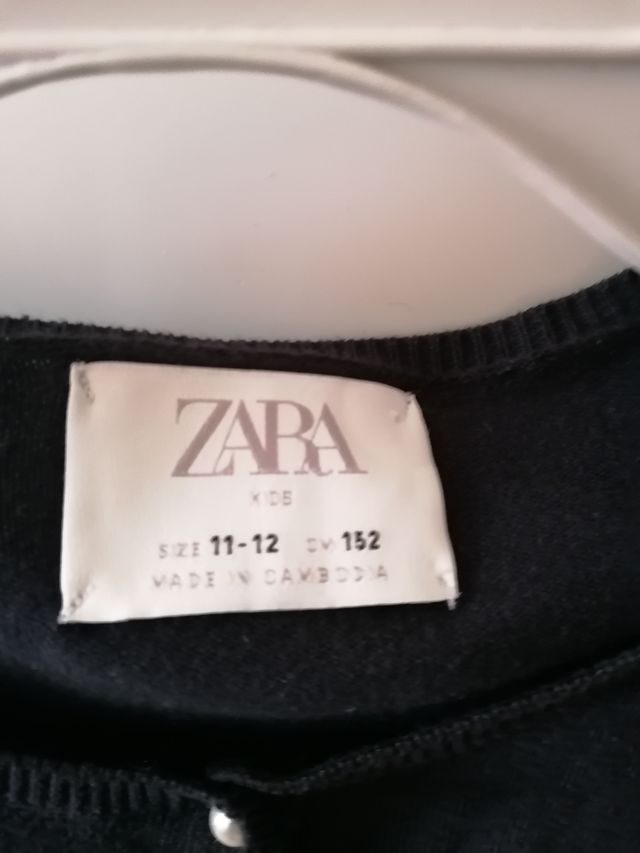 ZARA
KIDS
SIZE 11-12 CM 152
MADE IN CAMBODIA